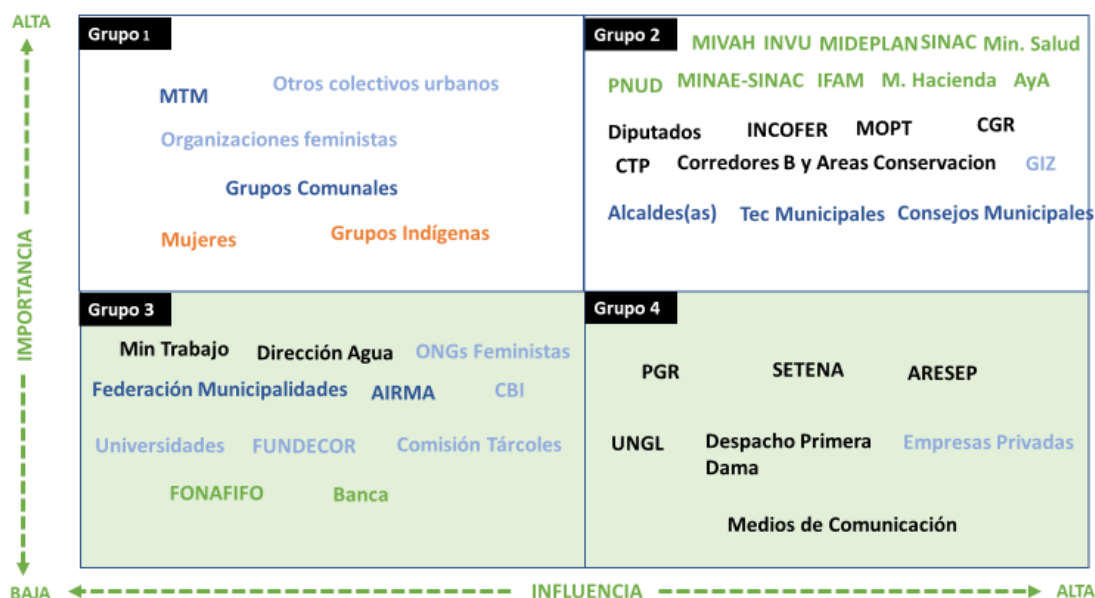 ALTA
Grupo 1
Otros colectivos urbanos
MTM
Organizaciones feministas
Grupos Comunales
Mujeres
Grupos Indígenas
Grupo 2
MIVAH INVU MIDEPLAN SINAC Min. Salud
PNUD MINAE-SINAC IFAM M. Hacienda AyA
Diputados INCOFER MOPT CGR
CTP Corredores B y Areas Conservacion GIZ
Alcaldes(as) Tec Municipales Consejos Municipales
IMPORTANCIA
Grupo 3
Min Trabajo Dirección Agua ONGs Feministas
Federación Municipalidades AIRMA CBI
Universidades FUNDECOR Comisión Tárcoles
FONAFIFO Banca
Grupo 4
PGR SETENA ARESEP
UNGL Despacho Primera Empresas Privadas
Dama
Medios de Comunicación
BAJA INFLUENCIA ALTA